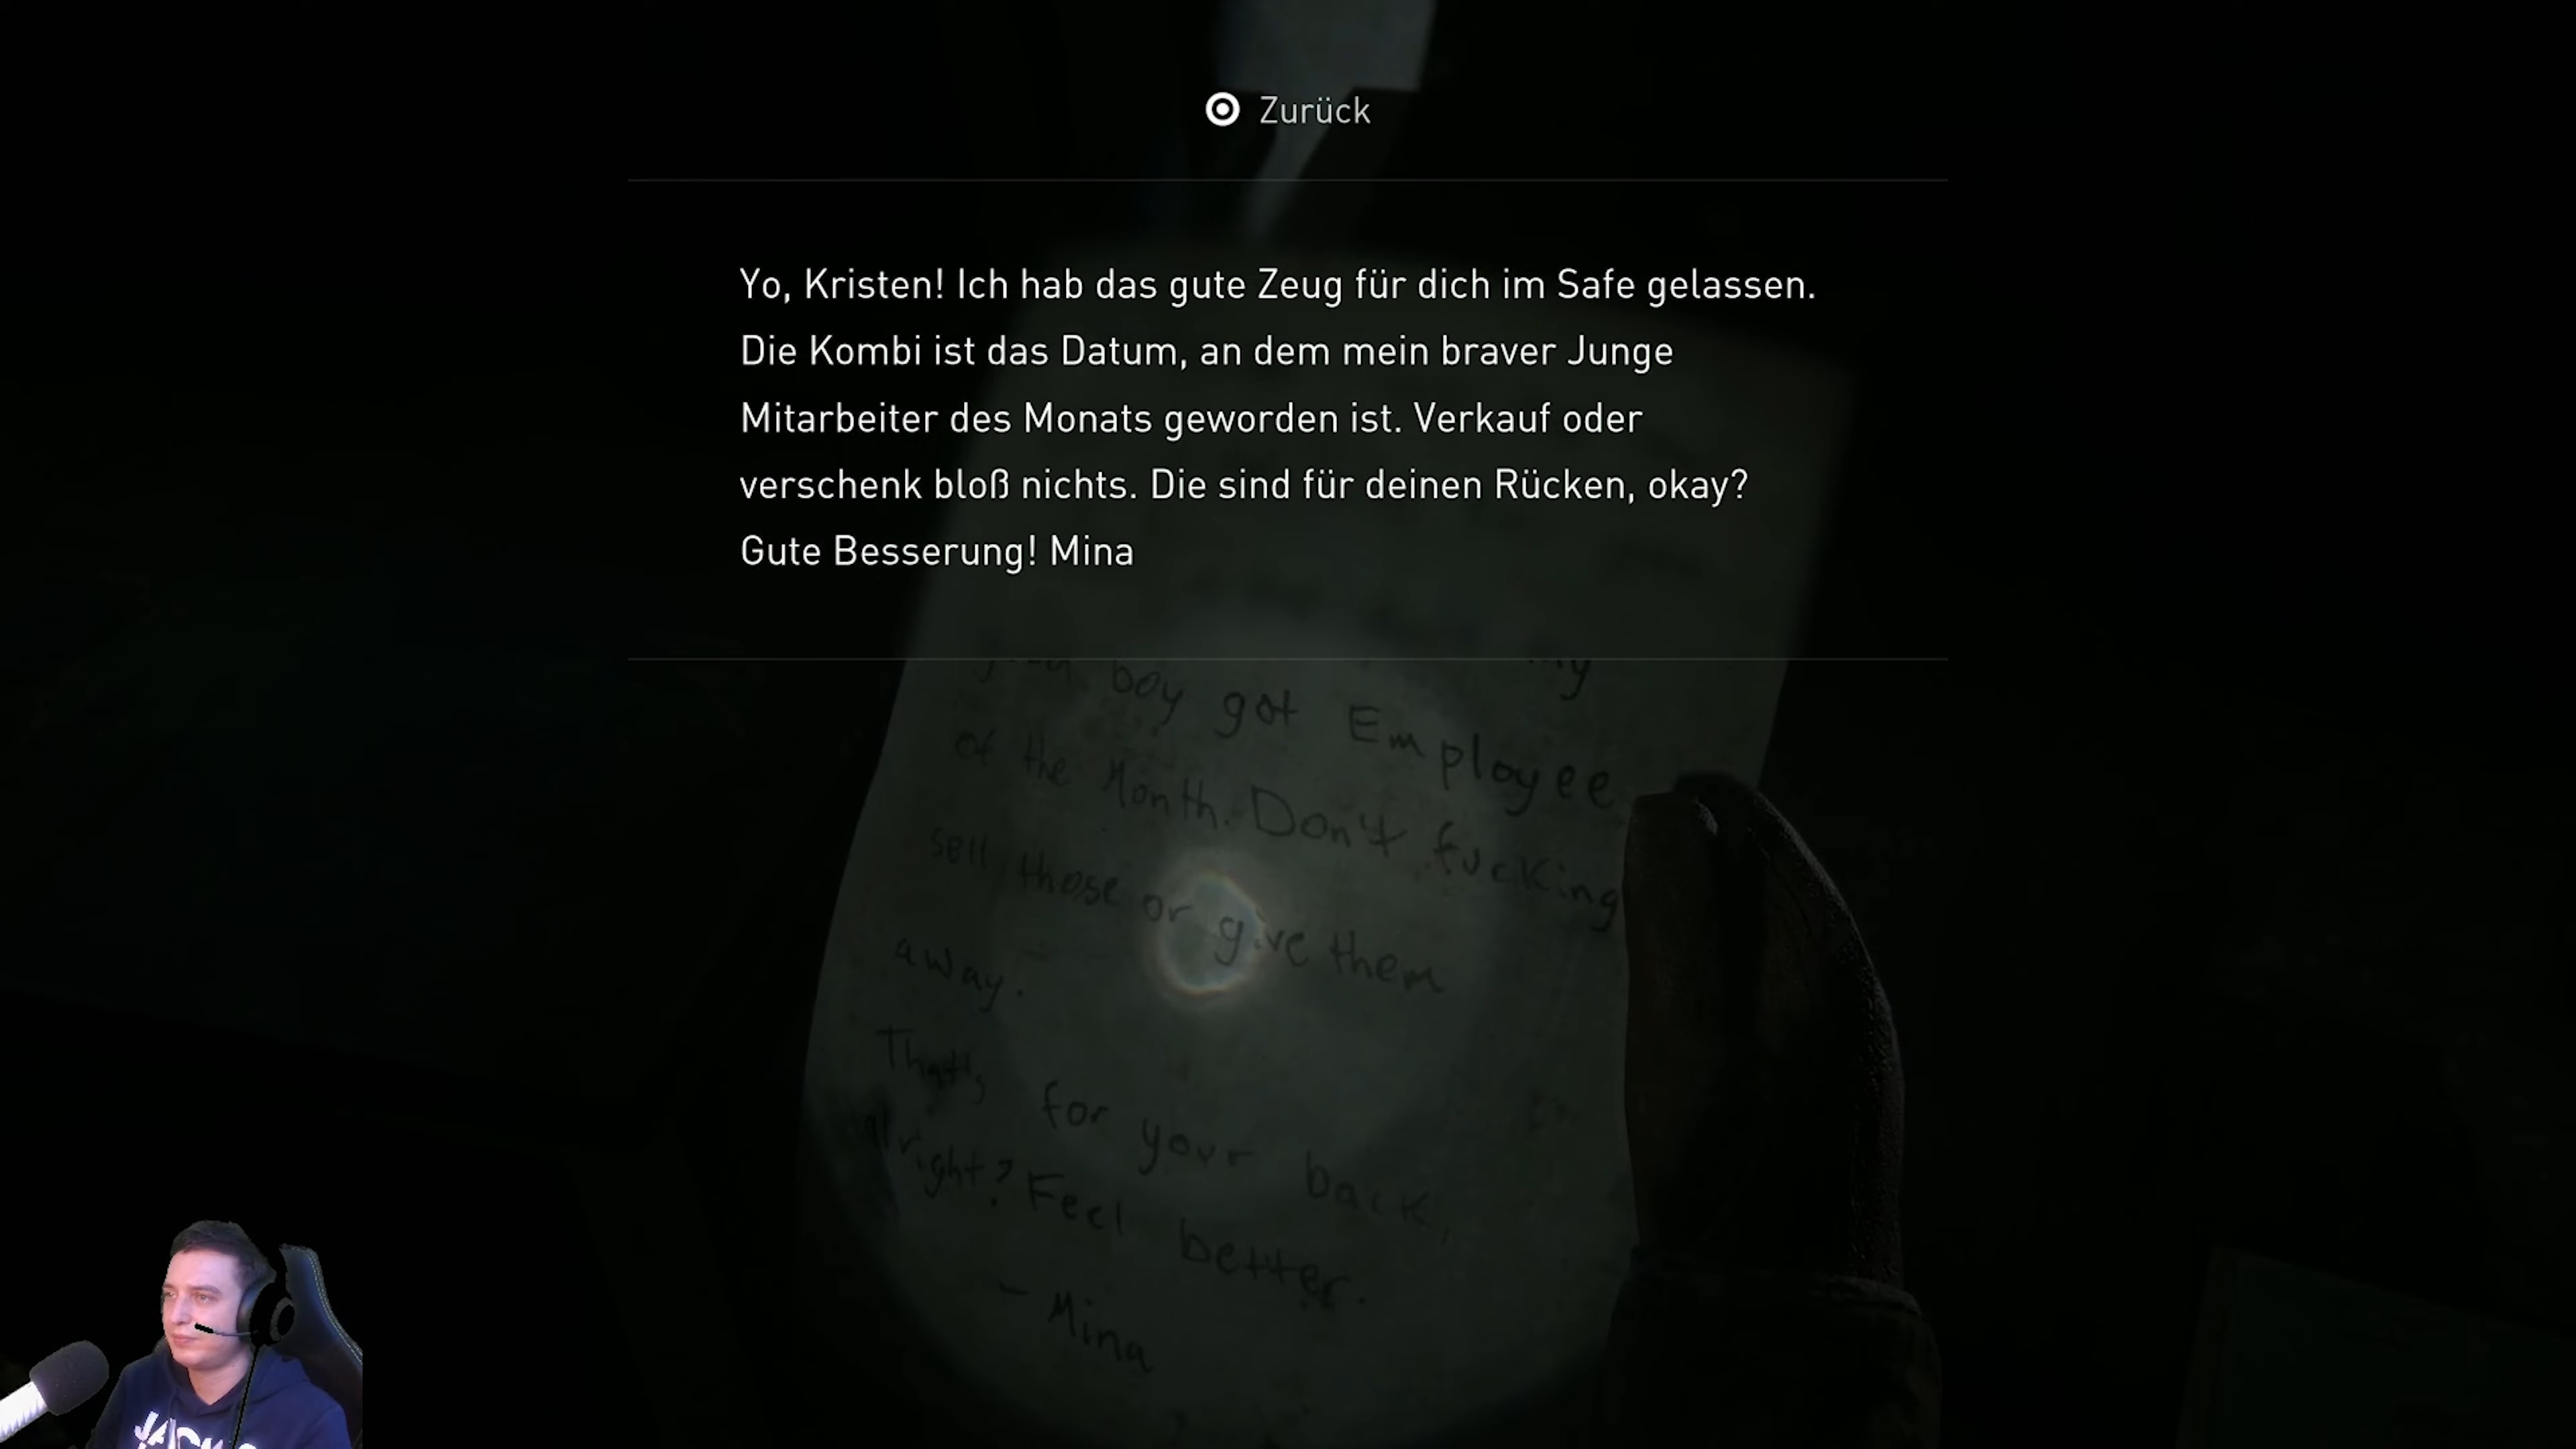 Zurück
Yo, Kristen! Ich hab das gute Zeug für dich im Safe gelassen.
Die Kombi ist das Datum, an dem mein braver Junge
Mitarbeiter des Monats geworden ist. Verkauf oder
verschenk bloß nichts. Die sind für deinen Rücken, okay?
Gute Besserung! Mina
my
boy got Employee
of the Month. Don't fucking
sell those or give them
away.
That's for your back,
alright? Feel better.
- Mina